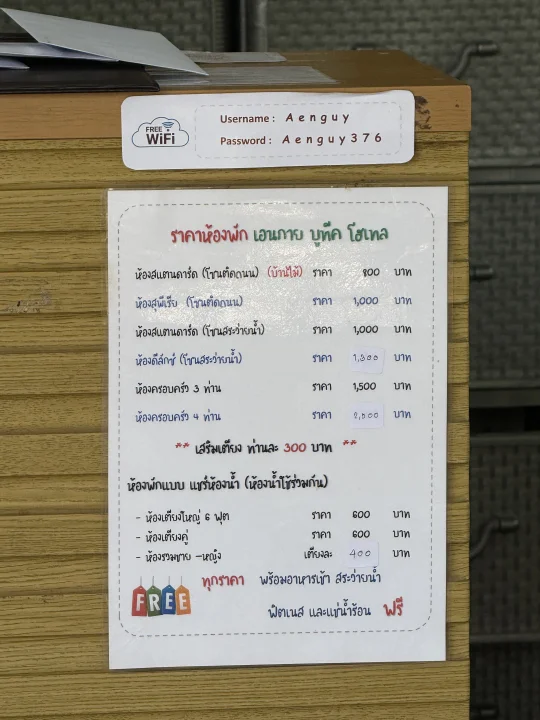 FREE
WiFi
Username : Aenguy
Password : Aenguy376
ราคาห้องพัก เอนกาย บูทีค โฮเทล
ห้องสแตนดาร์ด (โซนติดถนน) (บ้านไม้) ราคา 800 บาท
ห้องสุพีเรีย (โซนติดถนน) ราคา 1,000 บาท
ห้องสแตนดาร์ด (โซนสระว่ายน้ำ) ราคา 1,000 บาท
ห้องดีลักซ์ (โซนสระว่ายน้ำ) ราคา 1,300 บาท
ห้องครอบครัว 3 ท่าน ราคา 1,500 บาท
ห้องครอบครัว 4 ท่าน ราคา 2,000 บาท
** เสริมเตียง ท่านละ 300 บาท **
ห้องพักแบบ แชร์ห้องน้ำ (ห้องน้ำใช้ร่วมกัน)
- ห้องเตียงใหญ่ 6 ฟุต ราคา 600 บาท
- ห้องเตียงคู่ ราคา 600 บาท
- ห้องรวมชาย -หญิง เตียงละ 400 บาท
FREE ทุกราคา พร้อมอาหารเช้า สระว่ายน้ำ
ฟิตเนส และแช่น้ำร้อน ฟรี